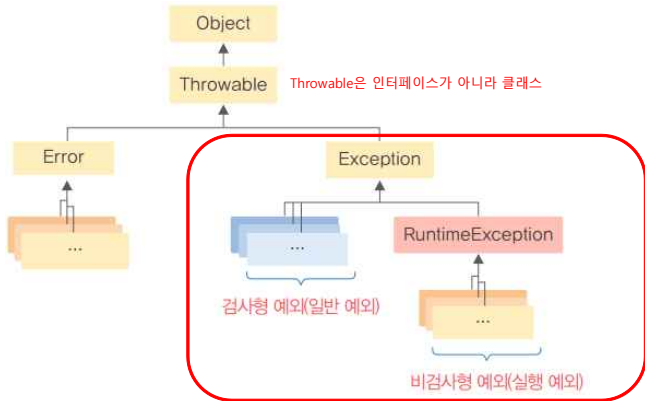 Object
Throwable
Throwable은 인터페이스가 아니라 클래스
Error
Exception
...
...
RuntimeException
검사형 예외(일반 예외)
...
비검사형 예외(실행 예외)